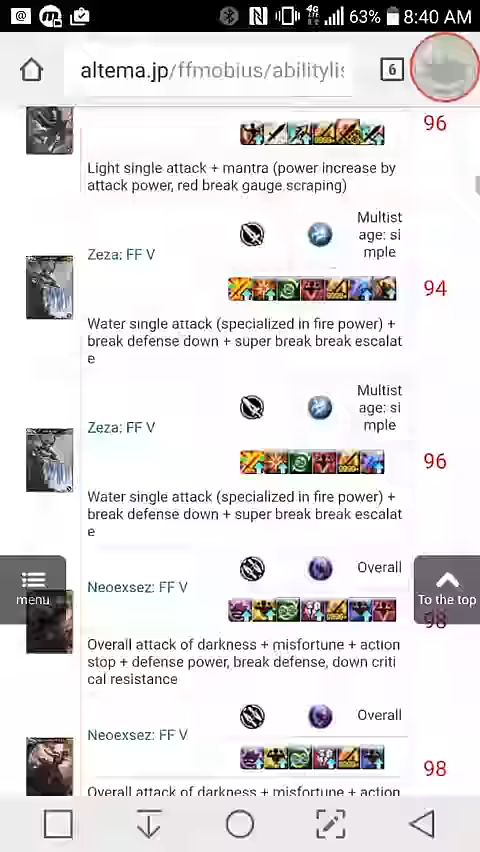 63% 8:40 AM
altema.jp/ffmobius/abilitylis
6
96
Light single attack + mantra (power increase by
attack power, red break gauge scraping)
Multist
age: si
mple
Zeza: FF V
94
Water single attack (specialized in fire power) +
break defense down + super break break escalat
e
Multist
age: si
mple
Zeza: FF V
96
Water single attack (specialized in fire power) +
break defense down + super break break escalat
e
Overall
Neoexsez: FF V
menu
To the top
98
Overall attack of darkness + misfortune + action
stop + defense power, break defense, down criti
cal resistance
Overall
Neoexsez: FF V
98
Overall attack of darkness + misfortune + action